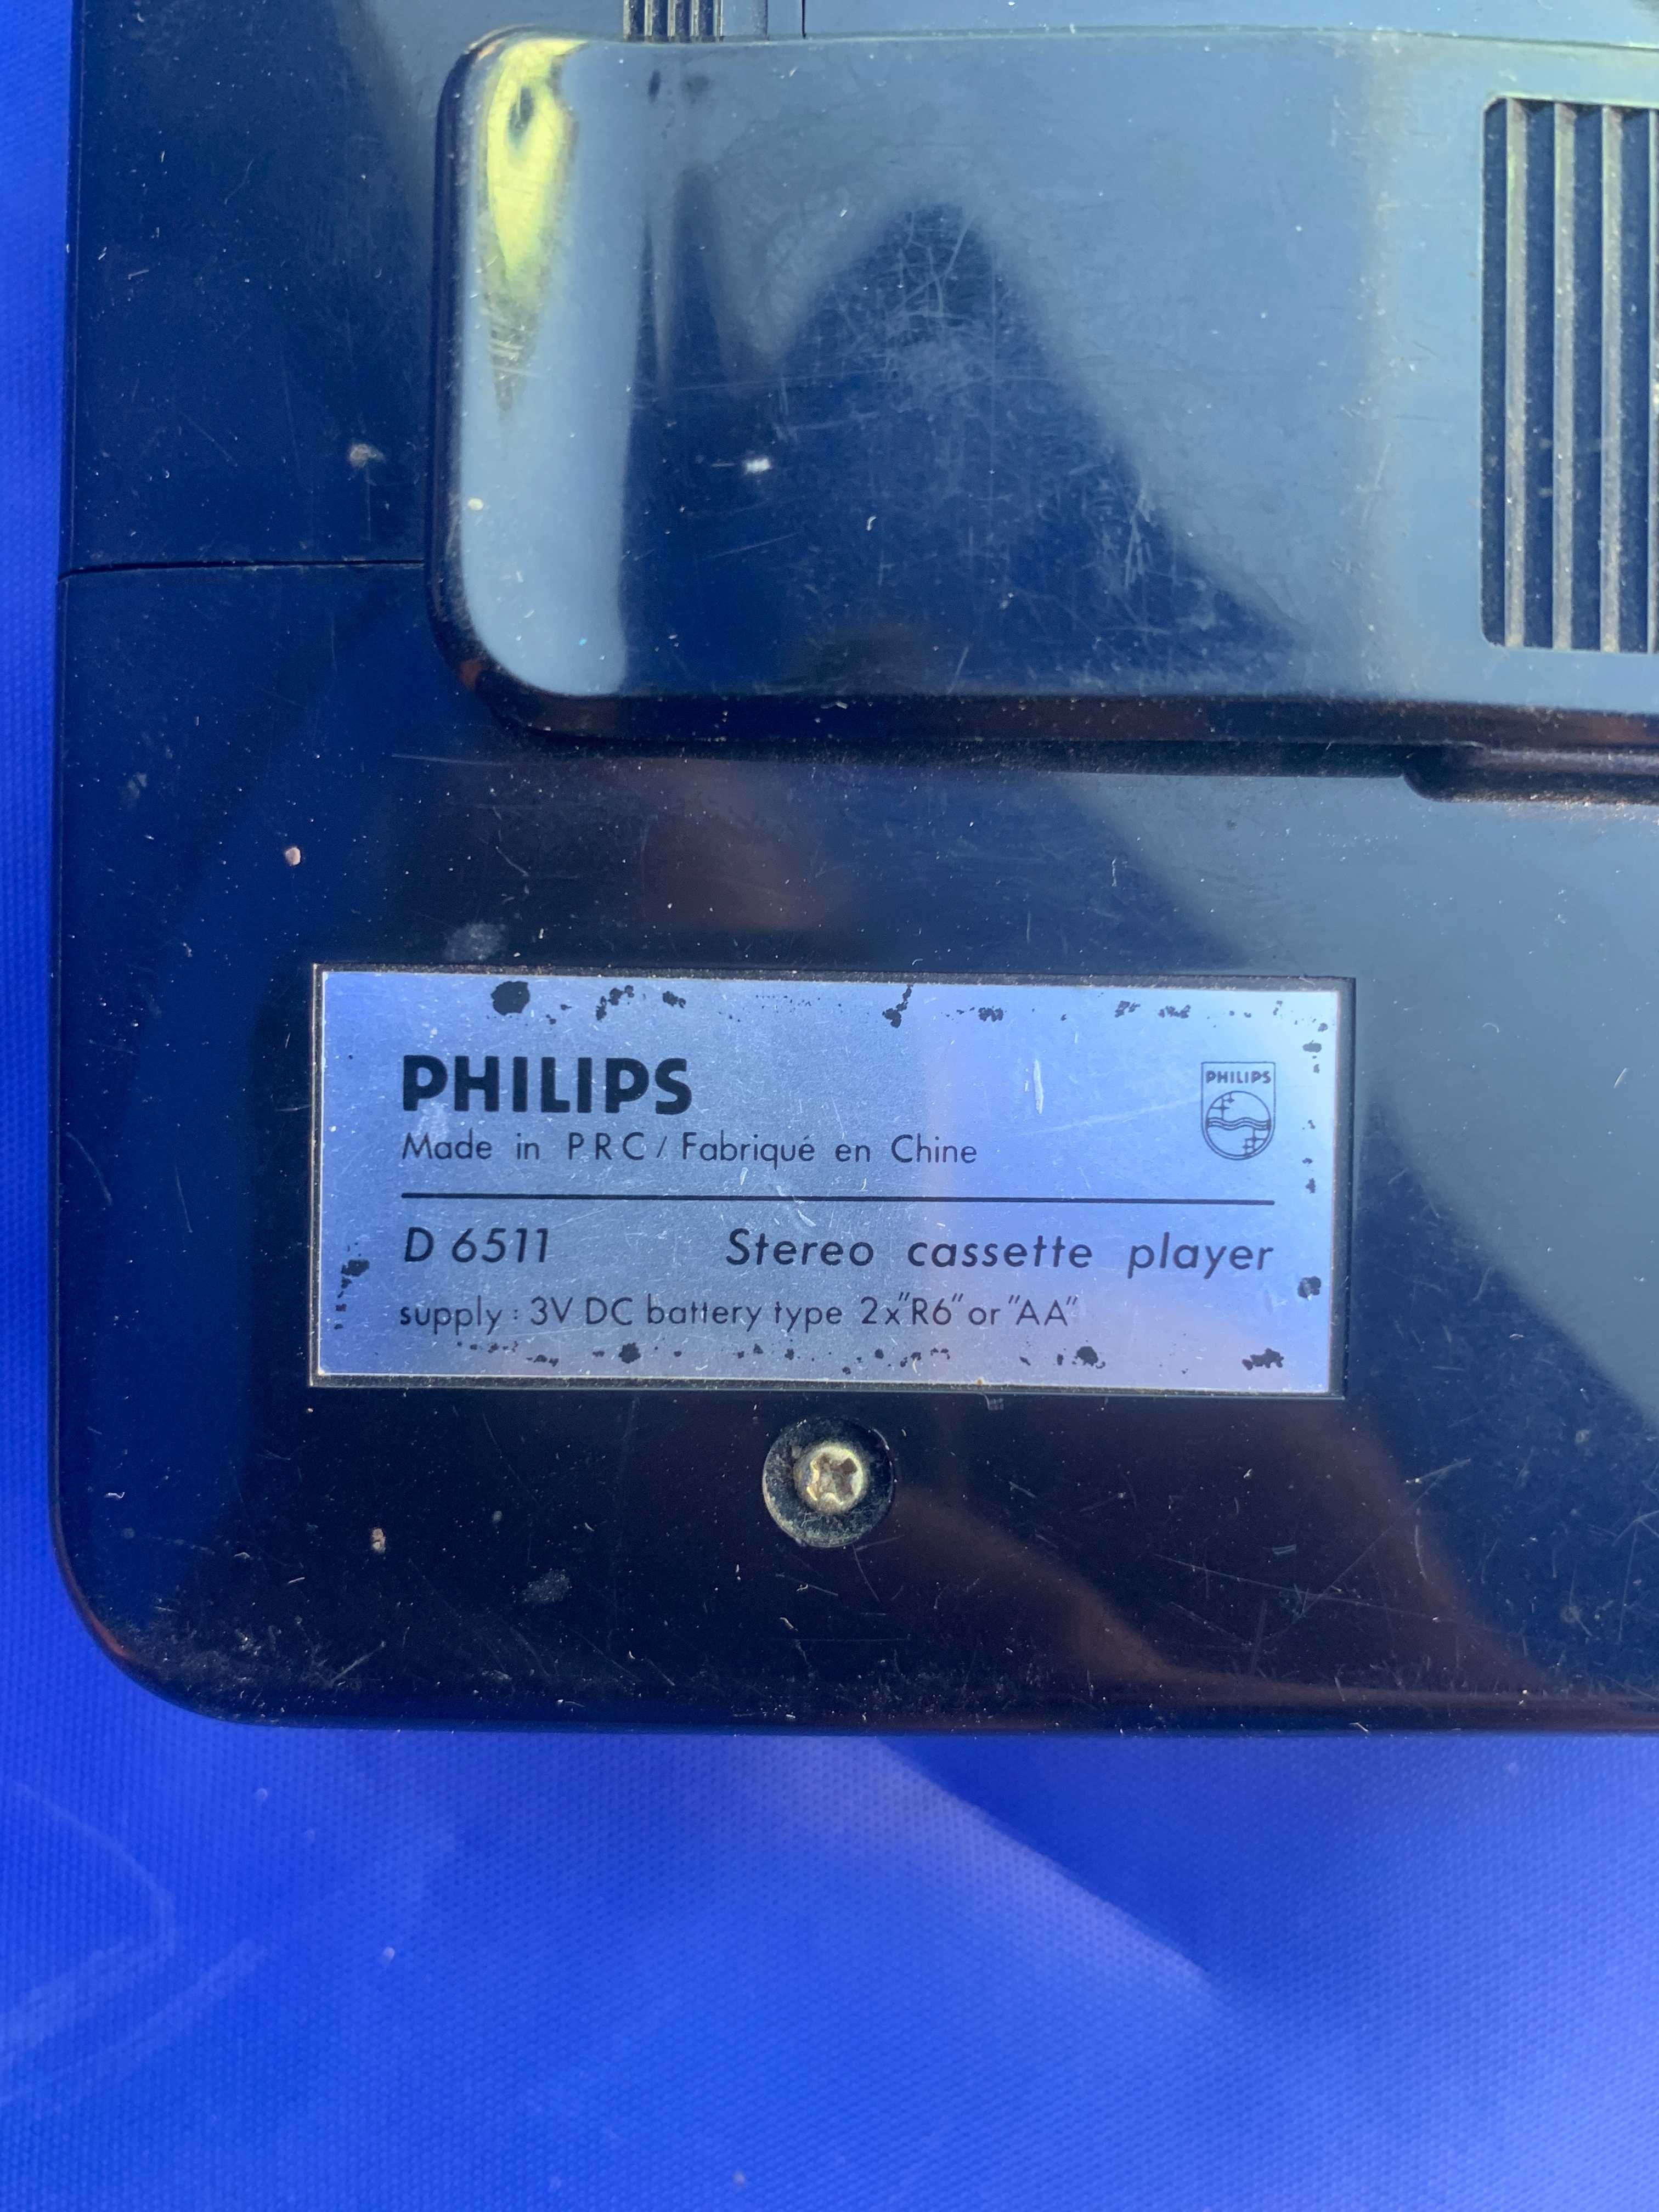 PHILIPS
PHILIPS
Made in PRC / Fabriqué en Chine
D 6511 Stereo cassette player
supply : 3V DC battery type 2x"R6" or "AA"